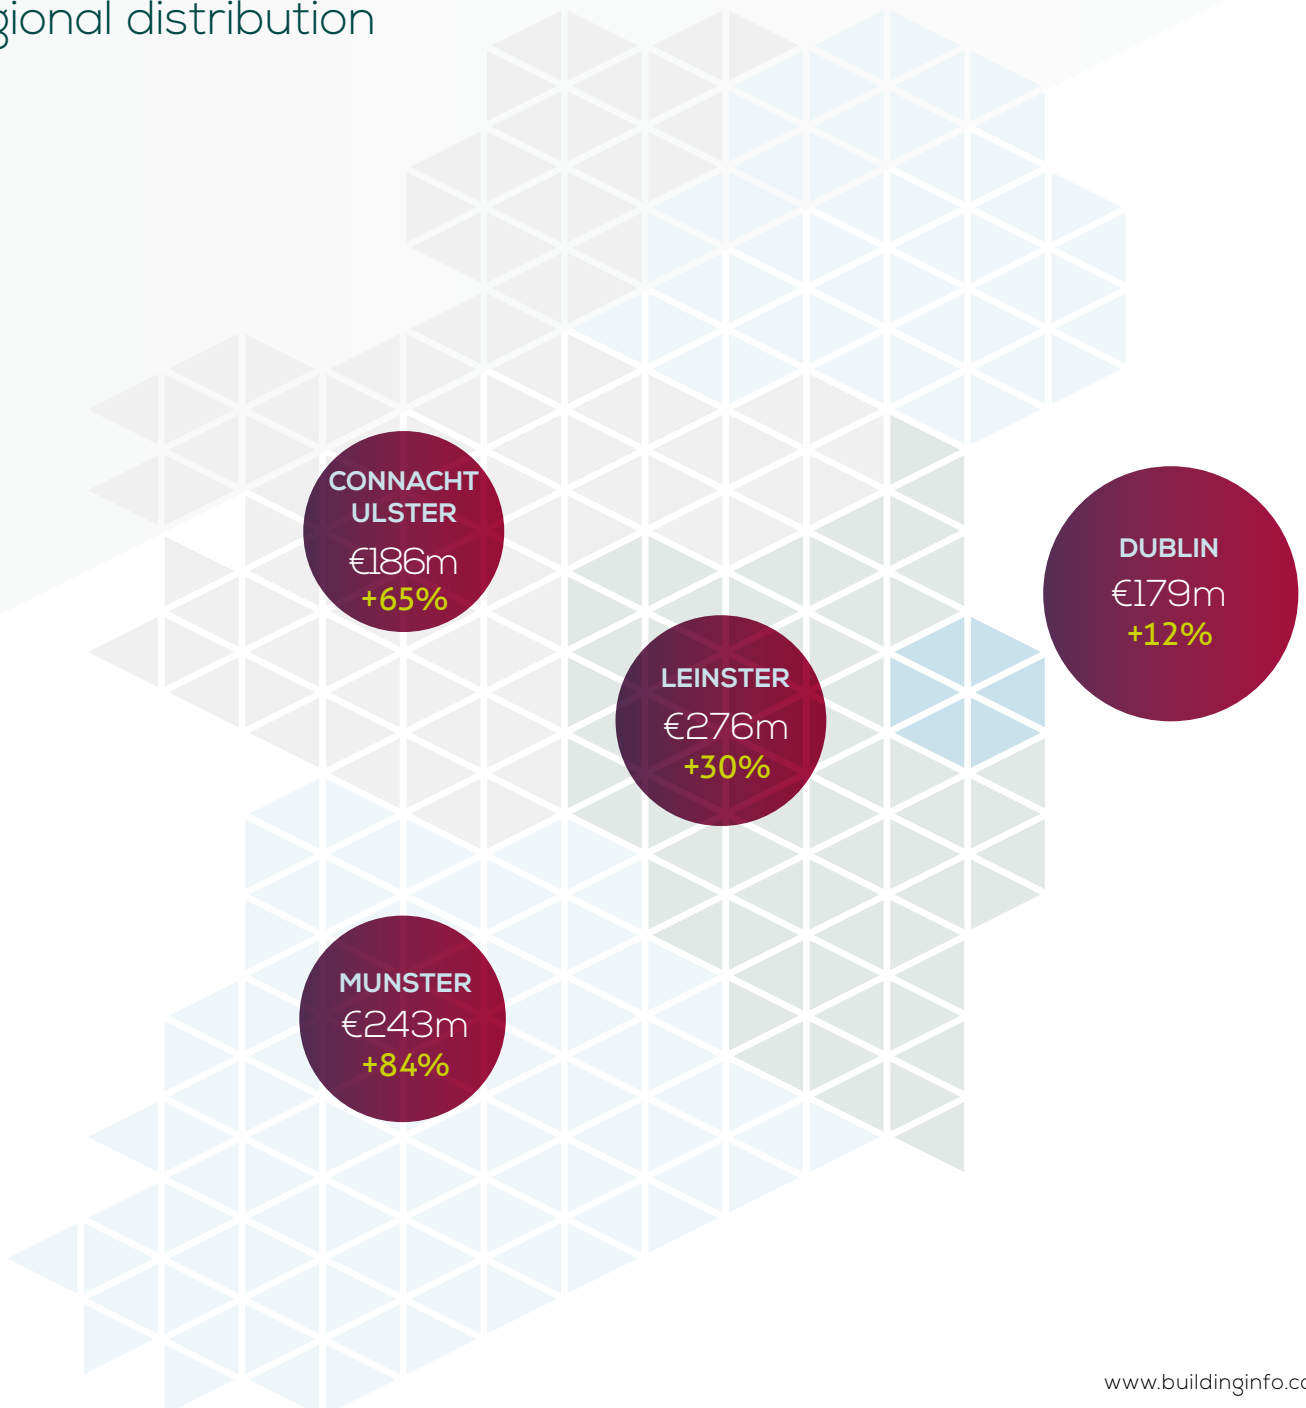 gional distribution
CONNACHT
ULSTER
€186m
+65%
DUBLIN
€179m
+12%
LEINSTER
€276m
+30%
MUNSTER
€243m
+84%
www.buildinginfo.co